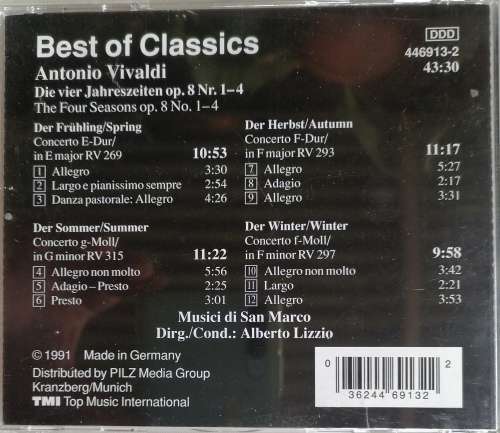 Best of Classics
DDD
446913-2
Antonio Vivaldi
43:30
Die vier Jahreszeiten op. 8 Nr. 1–4
The Four Seasons op. 8 No. 1–4
Der Frühling/Spring
Concerto E-Dur/
in E major RV 269 10:53
1 Allegro 3:30
2 Largo e pianissimo sempre 2:54
3 Danza pastorale: Allegro 4:26
Der Herbst/Autumn
Concerto F-Dur/
in F major RV 293 11:17
7 Allegro 5:27
8 Adagio 2:17
9 Allegro 3:31
Der Sommer/Summer
Concerto g-Moll/
in G minor RV 315 11:22
4 Allegro non molto 5:56
5 Adagio – Presto 2:25
6 Presto 3:01
Der Winter/Winter
Concerto f-Moll/
in F minor RV 297 9:58
10 Allegro non molto 3:42
11 Largo 2:21
12 Allegro 3:53
Musici di San Marco
Dirg./Cond.: Alberto Lizzio
© 1991 Made in Germany
Distributed by PILZ Media Group
Kranzberg/Munich
TMI Top Music International
0 36244 69132 2